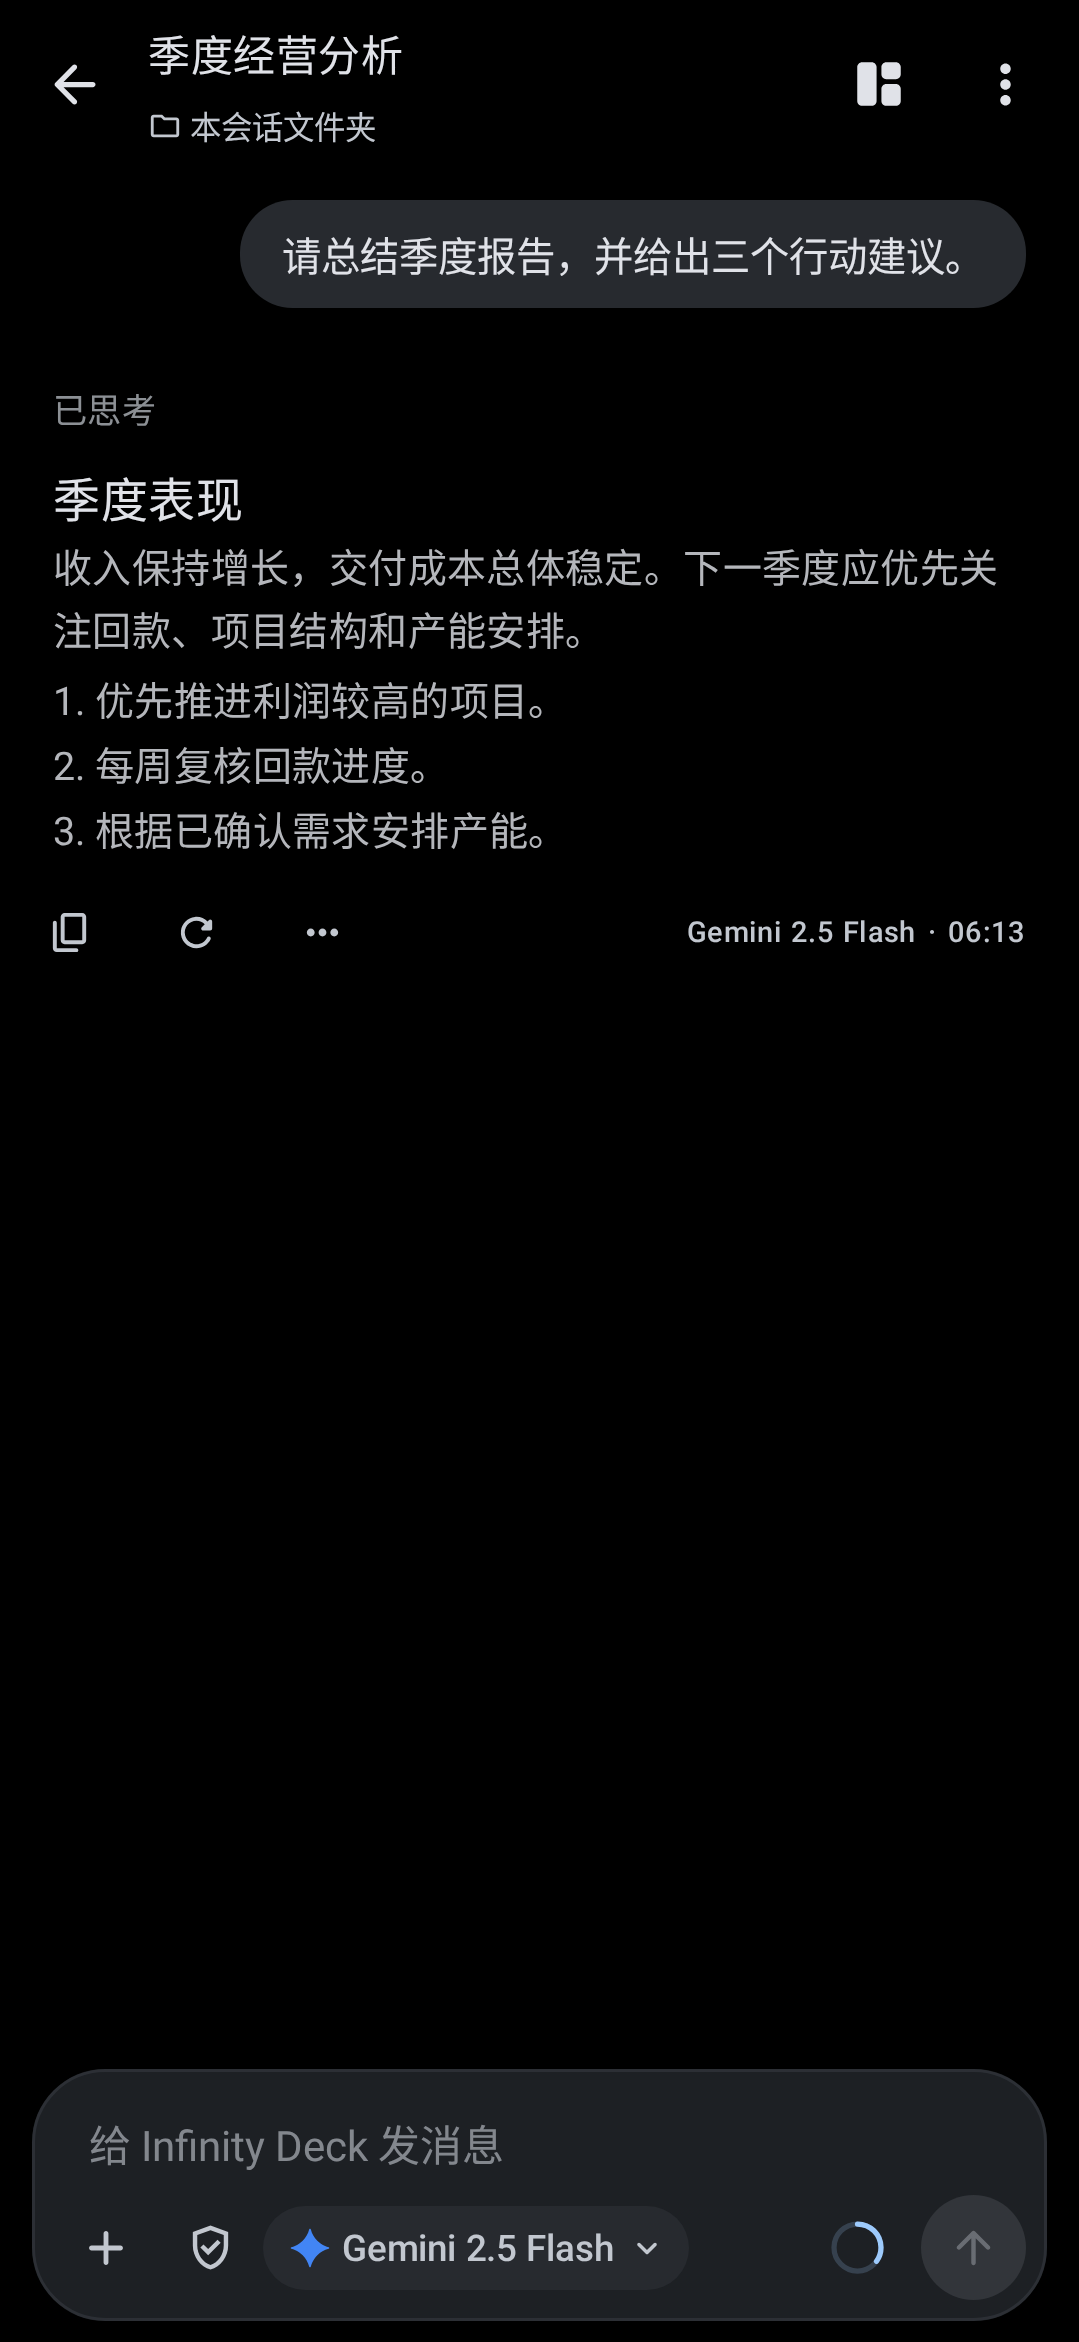 季度经营分析
本会话文件夹
请总结季度报告，并给出三个行动建议。
已思考
季度表现
收入保持增长，交付成本总体稳定。下一季度应优先关
注回款、项目结构和产能安排。
1. 优先推进利润较高的项目。
2. 每周复核回款进度。
3. 根据已确认需求安排产能。
Gemini 2.5 Flash · 06:13
给 Infinity Deck 发消息
Gemini 2.5 Flash